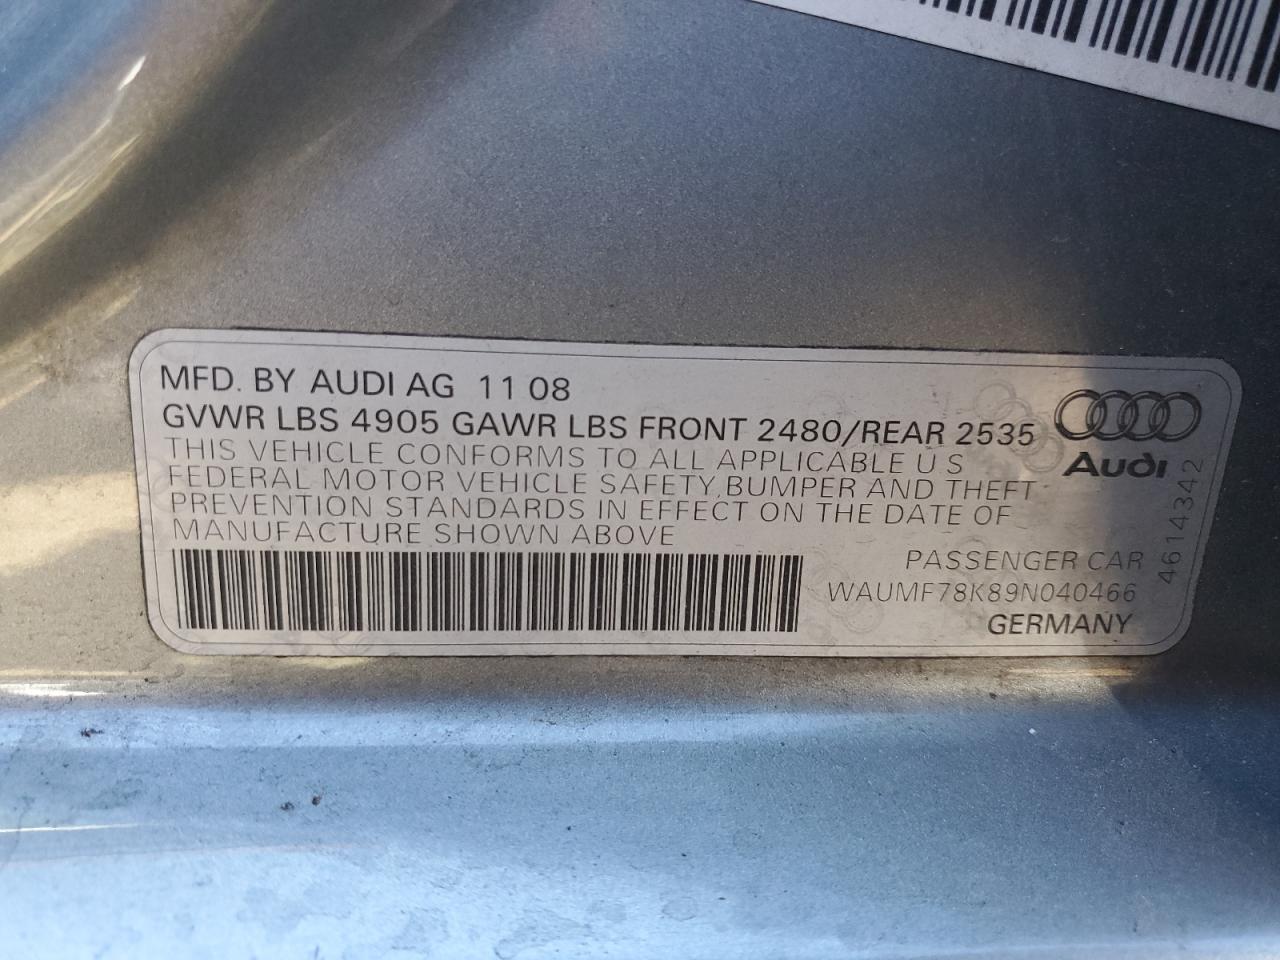 MFD. BY AUDI AG 11 08
GVWR LBS 4905 GAWR LBS FRONT 2480/REAR 2535
THIS VEHICLE CONFORMS TO ALL APPLICABLE U S
FEDERAL MOTOR VEHICLE SAFETY, BUMPER AND THEFT
PREVENTION STANDARDS IN EFFECT ON THE DATE OF
MANUFACTURE SHOWN ABOVE
Audi
4614342
PASSENGER CAR
WAUMF78K89N040466
GERMANY